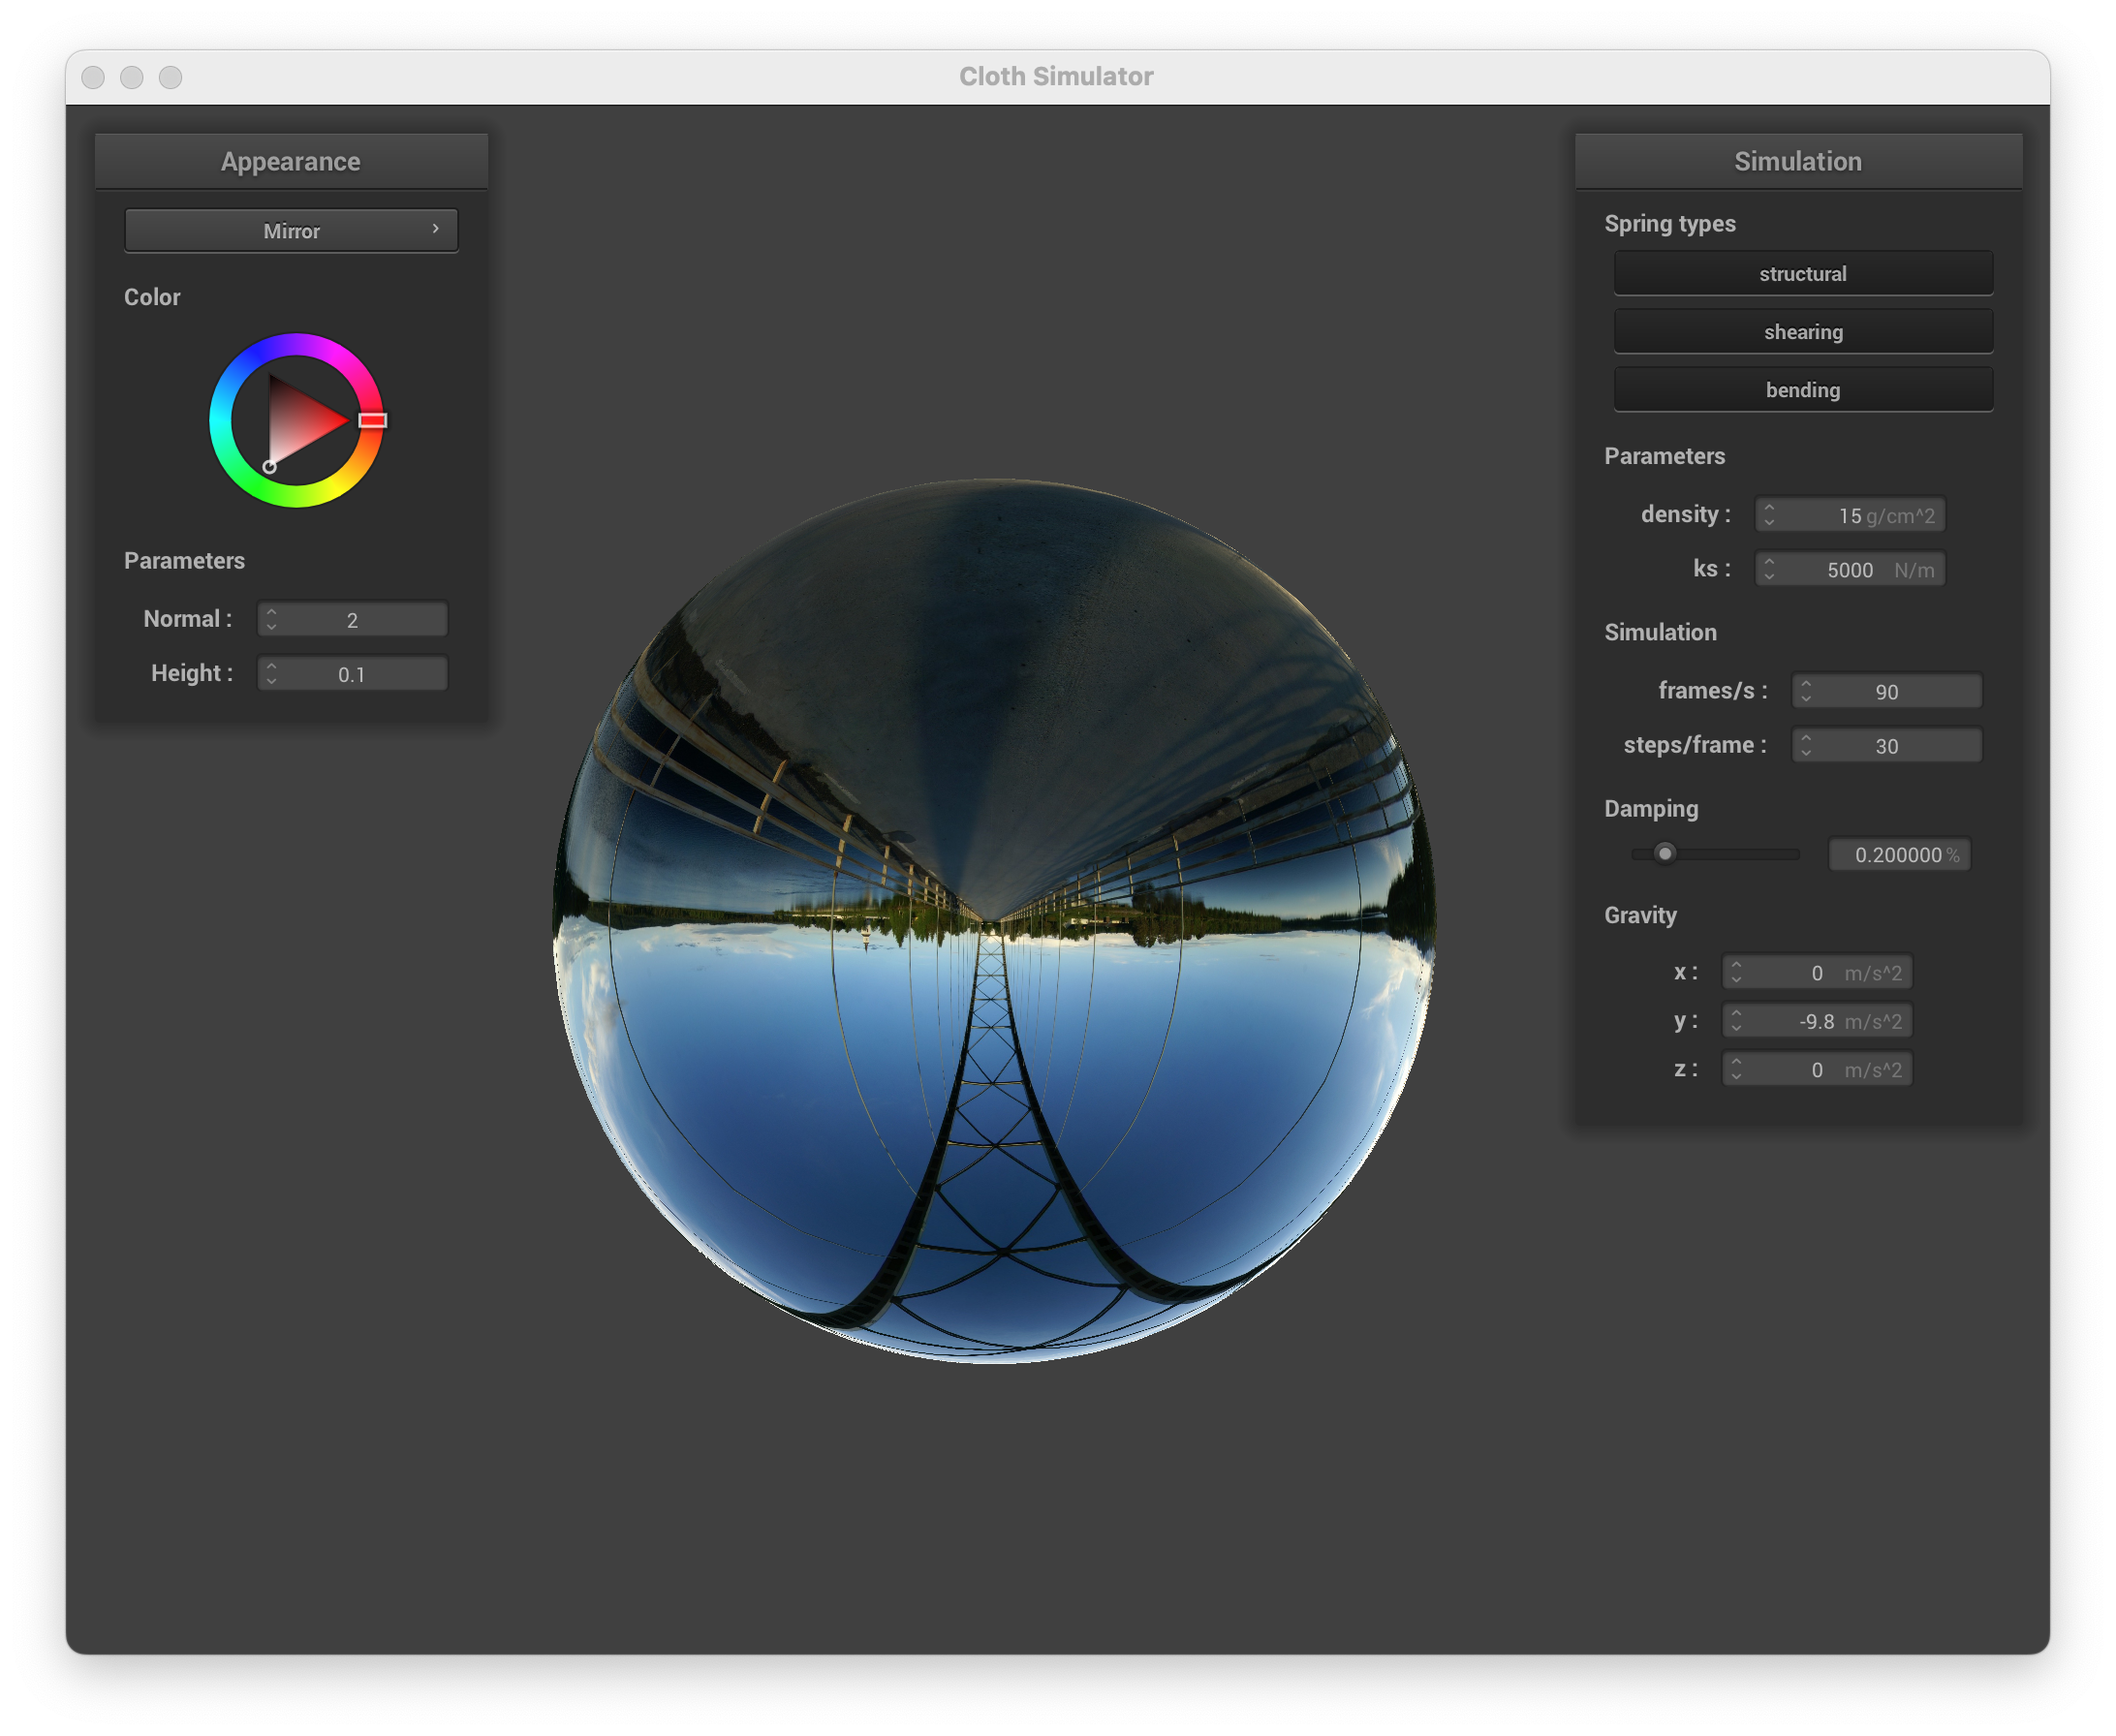 Cloth Simulator
Appearance
Mirror
Color
Parameters
Normal : 2
Height : 0.1
Simulation
Spring types
structural
shearing
bending
Parameters
density : 15 g/cm^2
ks : 5000 N/m
Simulation
frames/s : 90
steps/frame : 30
Damping
0.200000 %
Gravity
x : 0 m/s^2
y : -9.8 m/s^2
z : 0 m/s^2